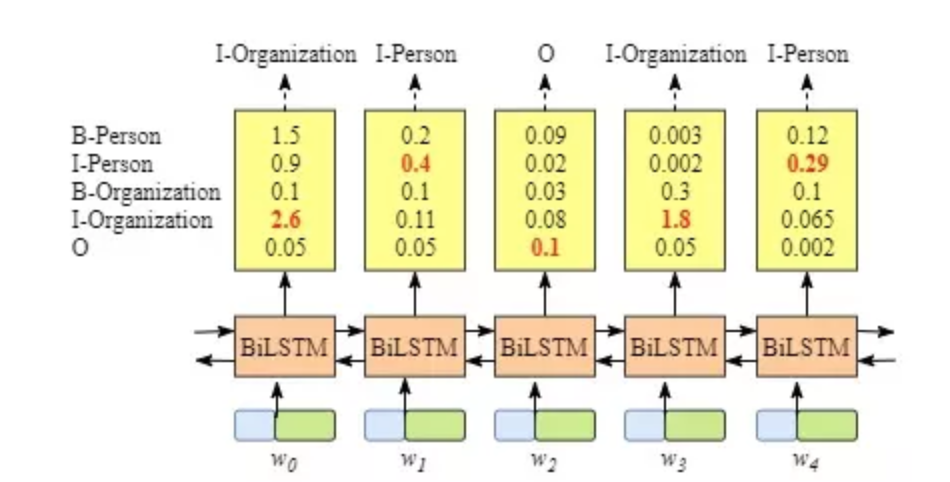 I-Organization I-Person O I-Organization I-Person
B-Person 1.5 0.2 0.09 0.003 0.12
I-Person 0.9 0.4 0.02 0.002 0.29
B-Organization 0.1 0.1 0.03 0.3 0.1
I-Organization 2.6 0.11 0.08 1.8 0.065
O 0.05 0.05 0.1 0.05 0.002
BiLSTM BiLSTM BiLSTM BiLSTM BiLSTM
w0 w1 w2 w3 w4